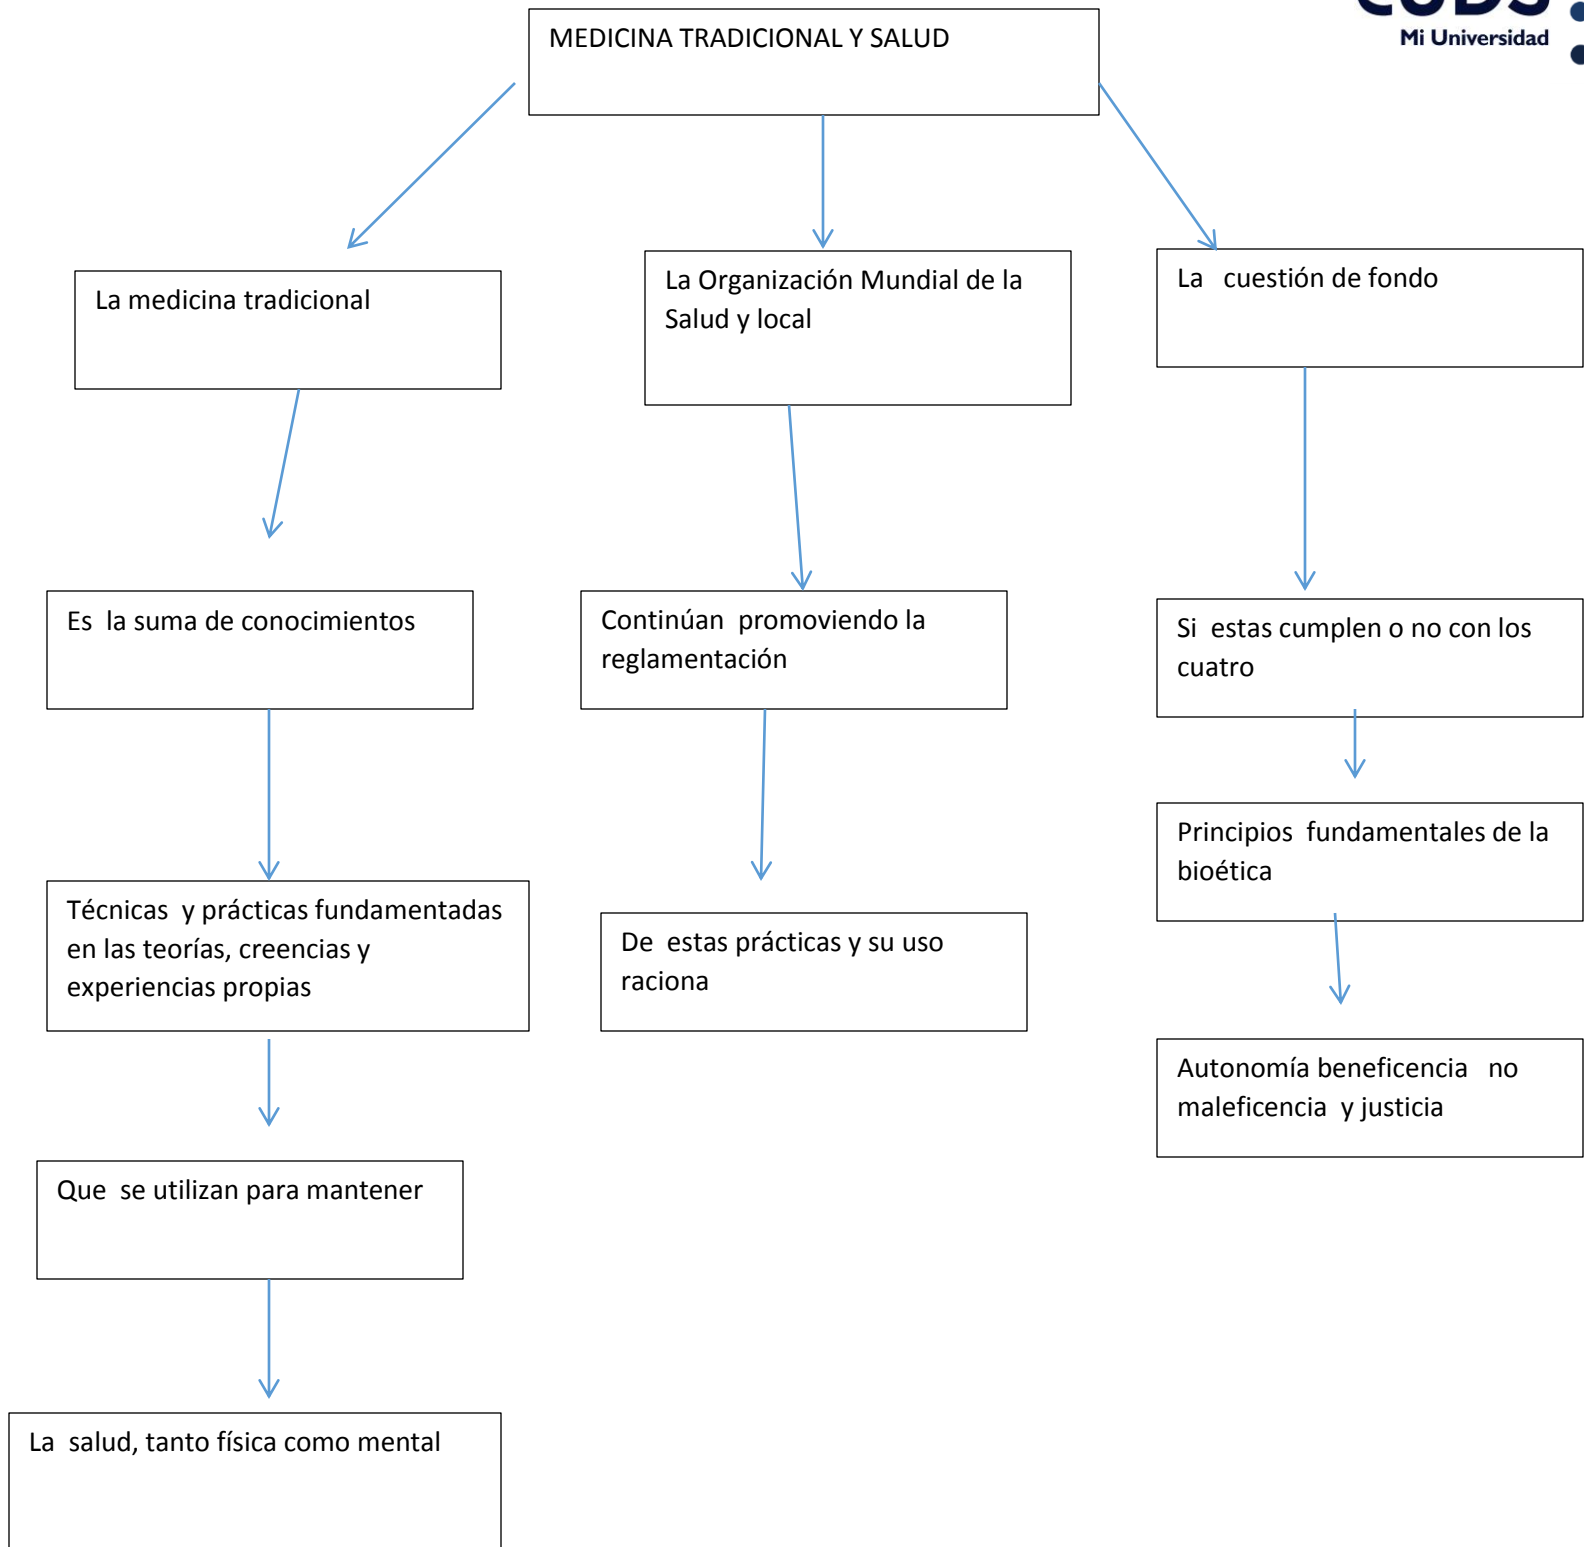 MEDICINA TRADICIONAL Y SALUD
Mi Universidad
La medicina tradicional
La Organización Mundial de la
Salud y local
La cuestión de fondo
Es la suma de conocimientos
Continúan promoviendo la
reglamentación
Si estas cumplen o no con los
cuatro
Técnicas y prácticas fundamentadas
en las teorías, creencias y
experiencias propias
De estas prácticas y su uso
raciona
Principios fundamentales de la
bioética
Autonomía beneficencia no
maleficencia y justicia
Que se utilizan para mantener
La salud, tanto física como mental